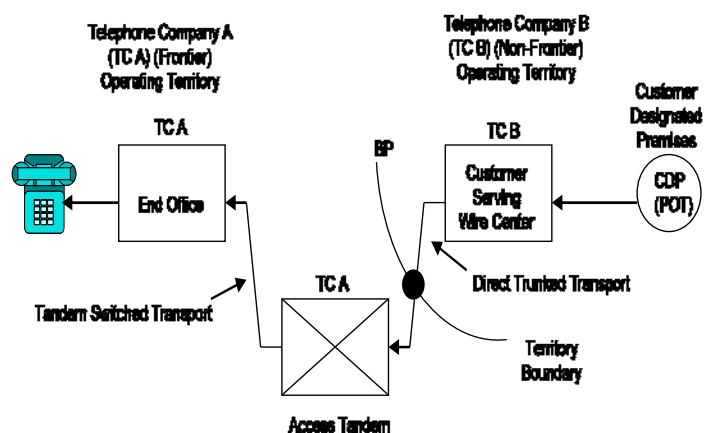 Telephone Company A
(TC A) (Frontier)
Operating Territory
Telephone Company B
(TC B) (Non-Frontier)
Operating Territory
Customer
Designated
Premises
TC A
BP
TC B
End Office
Customer
Serving
Wire Center
CDP
(POT)
Tandem Switched Transport
TC A
Direct Trunked Transport
Territory
Boundary
Access Tandem